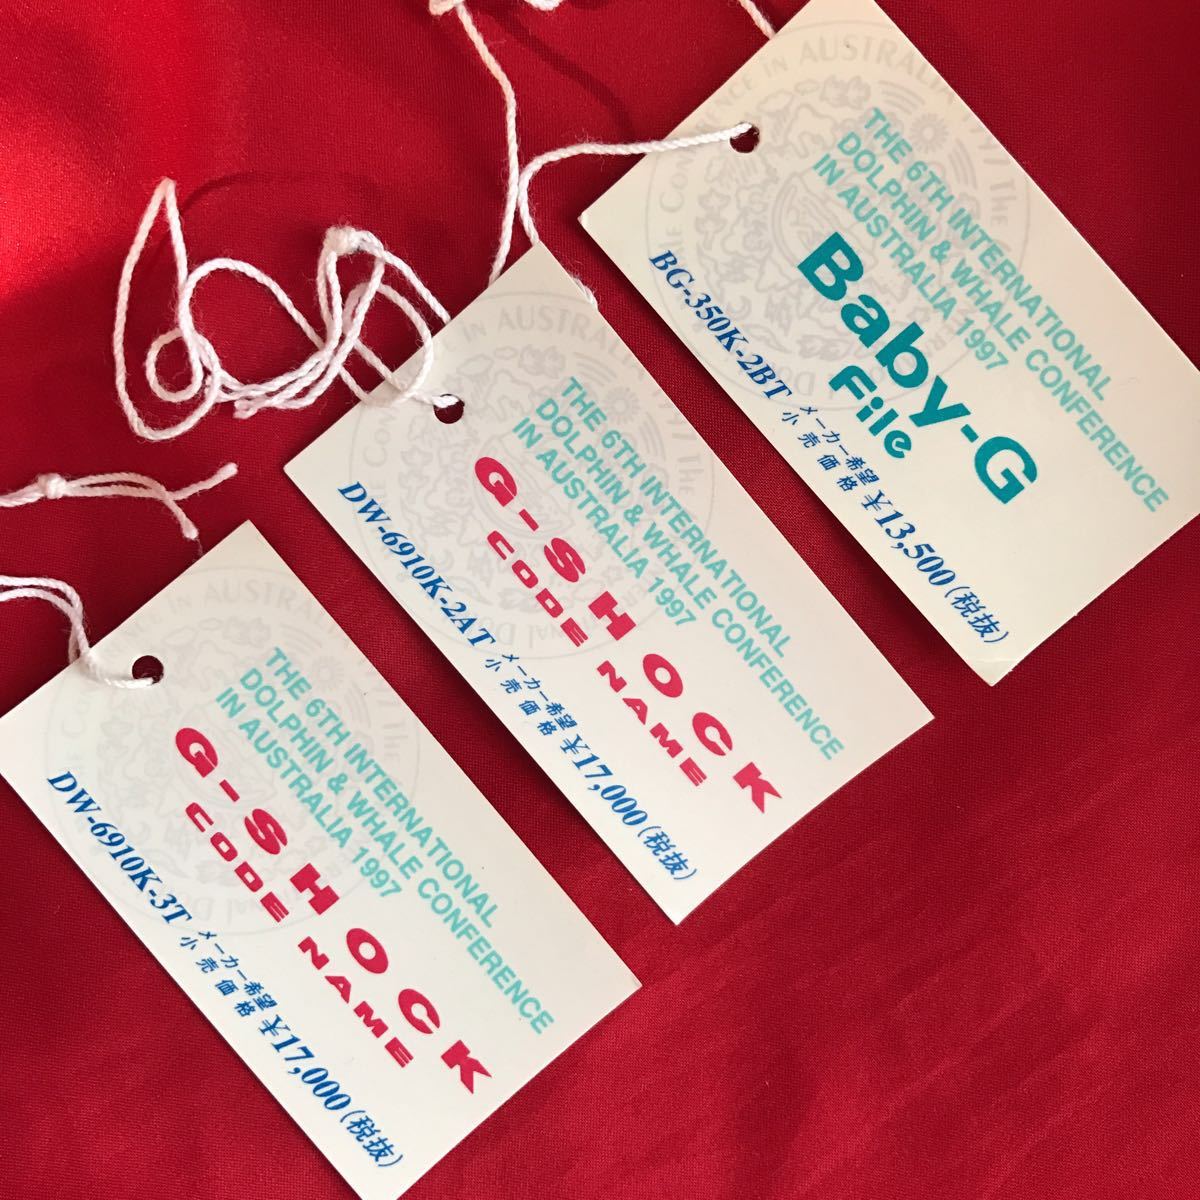 THE 6TH INTERNATIONAL
DOLPHIN & WHALE CONFERENCE
IN AUSTRALIA 1997
Baby-G
File
BG-350K-2BT メーカー希望小売価格 ¥13,500(税抜)
THE 6TH INTERNATIONAL
DOLPHIN & WHALE CONFERENCE
IN AUSTRALIA 1997
G-SHOCK
CODE NAME
DW-6910K-2AT メーカー希望小売価格 ¥17,000(税抜)
THE 6TH INTERNATIONAL
DOLPHIN & WHALE CONFERENCE
IN AUSTRALIA 1997
G-SHOCK
CODE NAME
DW-6910K-3T メーカー希望小売価格 ¥17,000(税抜)